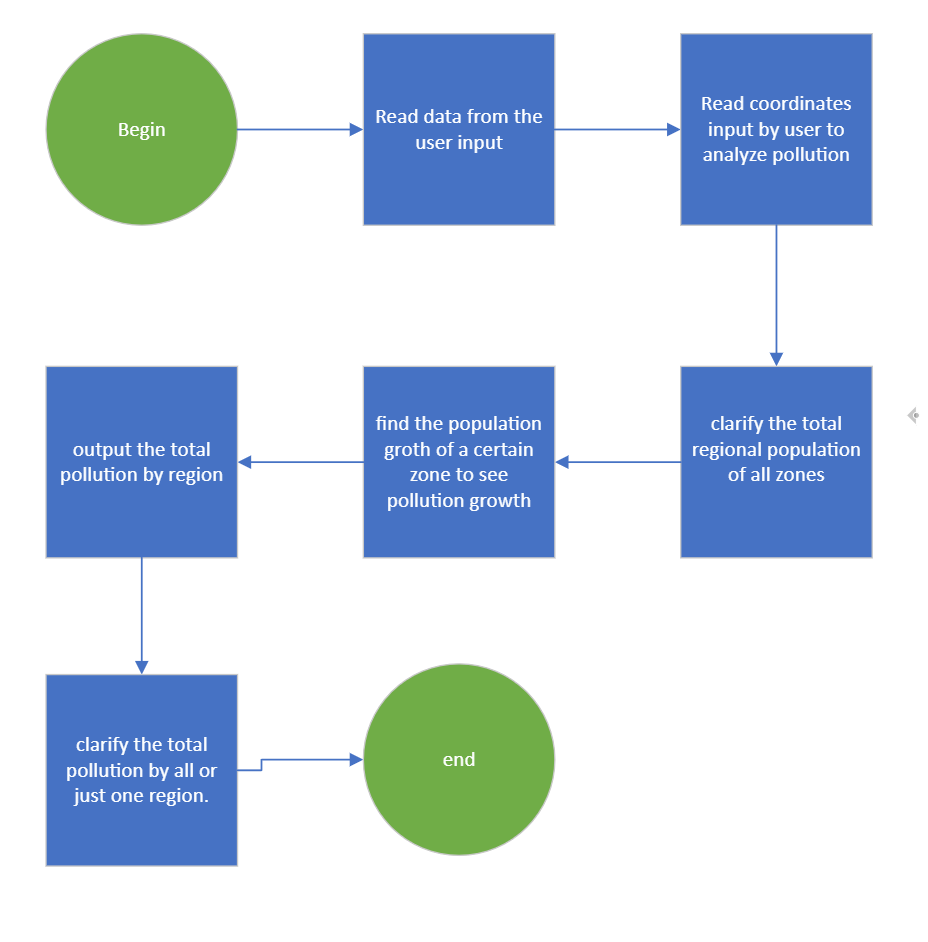 Begin
Read data from the
user input
Read coordinates
input by user to
analyze pollution
clarify the total
regional population
of all zones
find the population
groth of a certain
zone to see
pollution growth
output the total
pollution by region
clarify the total
pollution by all or
just one region.
end